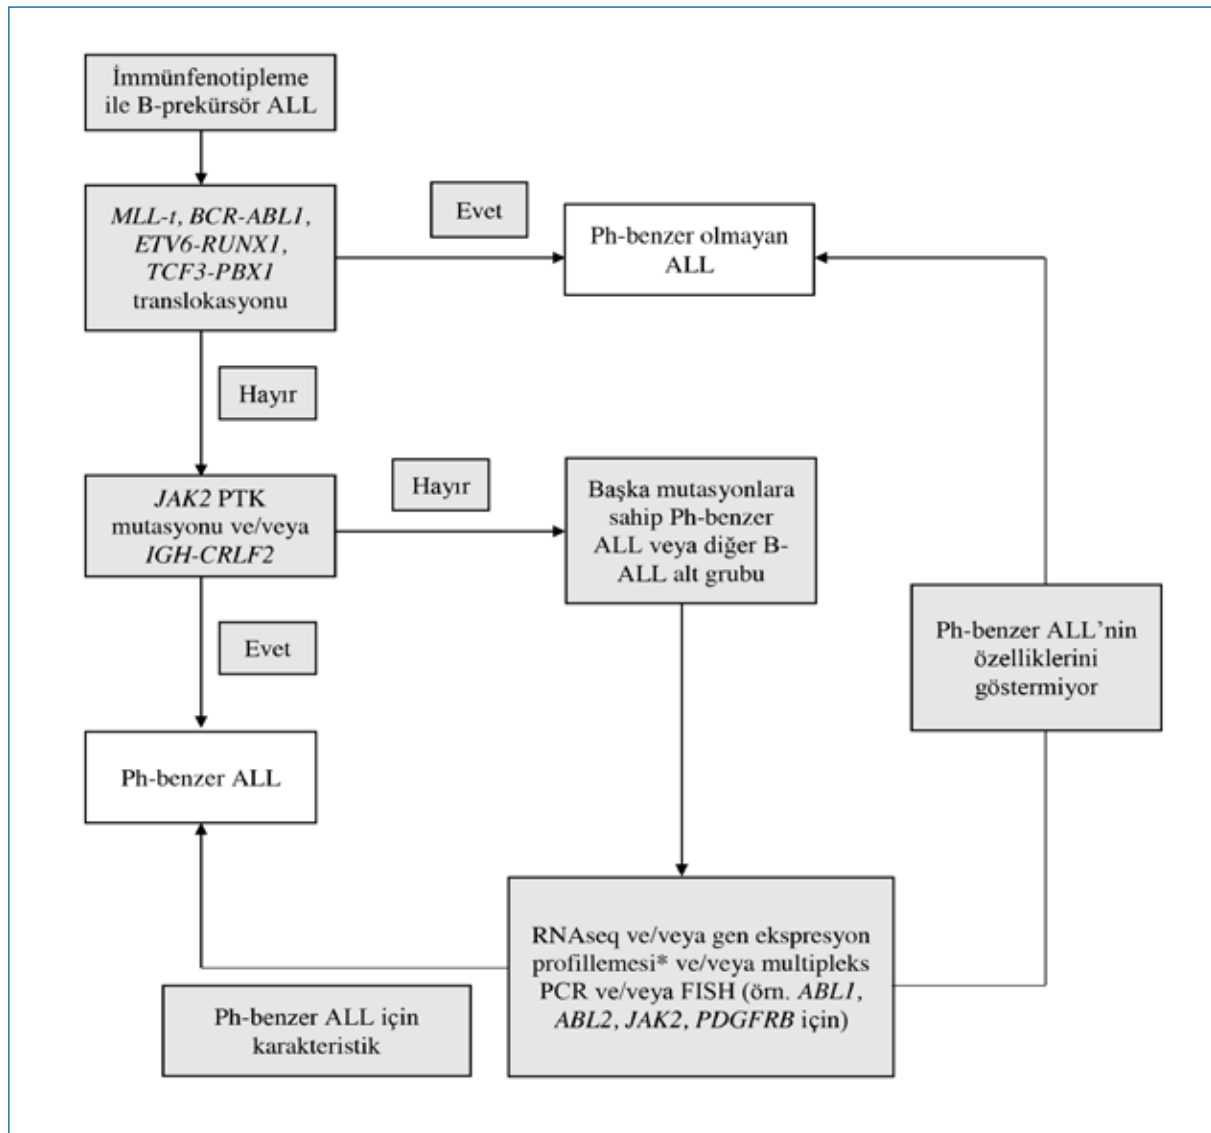 İmmünfenotipleme
ile B-prekürsör ALL
MLL-t, BCR-ABL1,
ETV6-RUNX1,
TCF3-PBX1
translokasyonu
Evet
Ph-benzer olmayan
ALL
Hayır
JAK2 PTK
mutasyonu ve/veya
IGH-CRLF2
Hayır
Başka mutasyonlara
sahip Ph-benzer
ALL veya diğer B-
ALL alt grubu
Ph-benzer ALL’nin
özelliklerini
göstermiyor
Evet
Ph-benzer ALL
RNAseq ve/veya gen ekspresyon
profillemesi* ve/veya multipleks
PCR ve/veya FISH (örn. ABL1,
ABL2, JAK2, PDGFRB için)
Ph-benzer ALL için
karakteristik